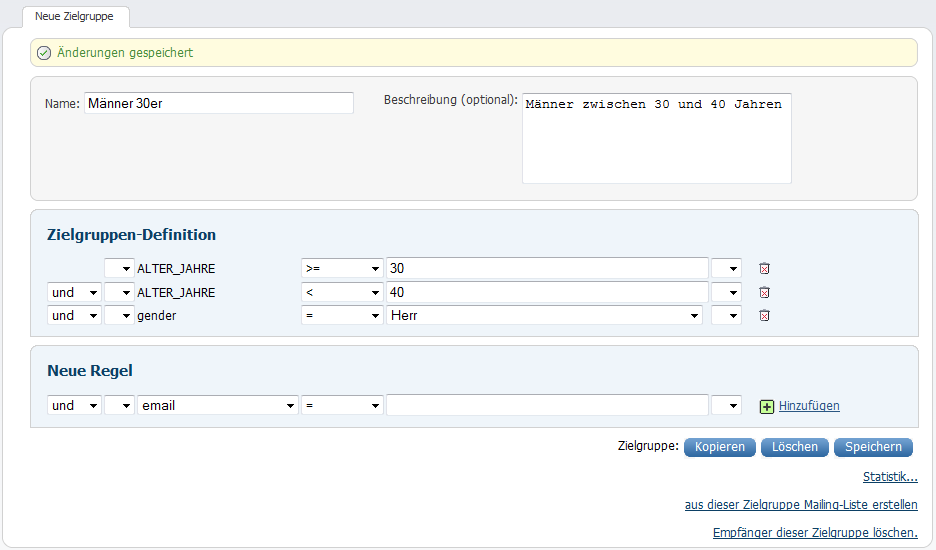 Neue Zielgruppe
Änderungen gespeichert
Name: Männer 30er Beschreibung (optional): Männer zwischen 30 und 40 Jahren
Zielgruppen-Definition
ALTER_JAHRE >= 30
und ALTER_JAHRE < 40
und gender = Herr
Neue Regel
und email = Hinzufügen
Zielgruppe: Kopieren Löschen Speichern
Statistik...
aus dieser Zielgruppe Mailing-Liste erstellen
Empfänger dieser Zielgruppe löschen.